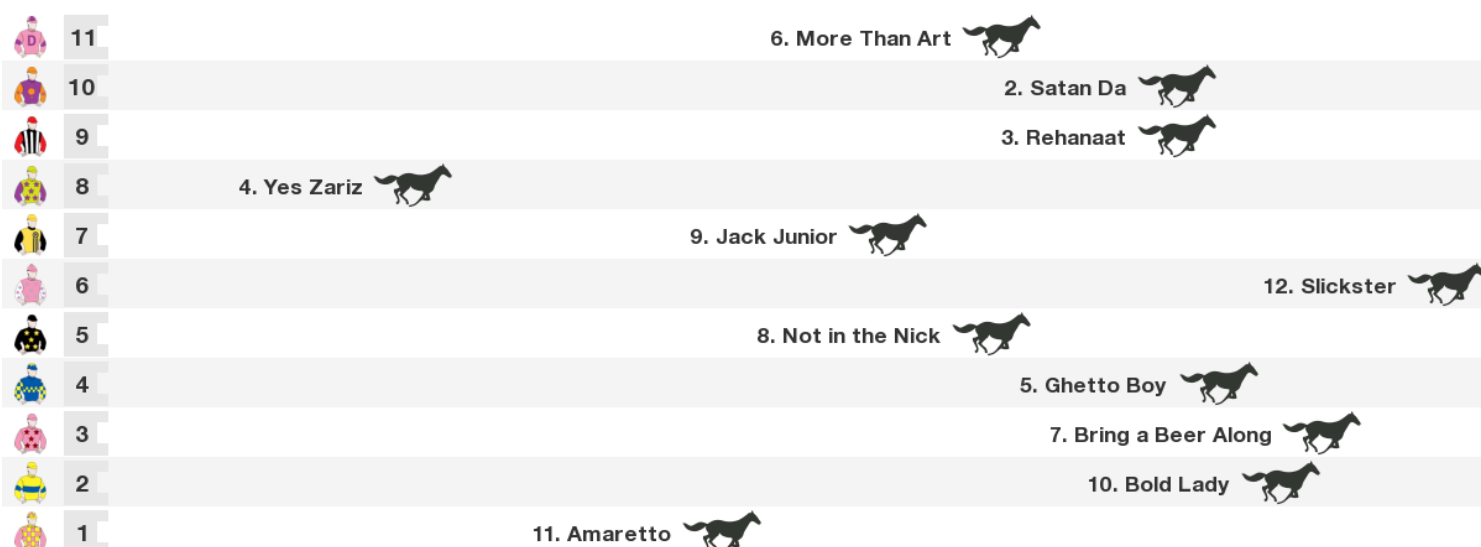 D
11 6. More Than Art
10 2. Satan Da
9 3. Rehanaat
8 4. Yes Zariz
7 9. Jack Junior
6 12. Slickster
5 8. Not in the Nick
4 5. Ghetto Boy
3 7. Bring a Beer Along
2 10. Bold Lady
1 11. Amaretto